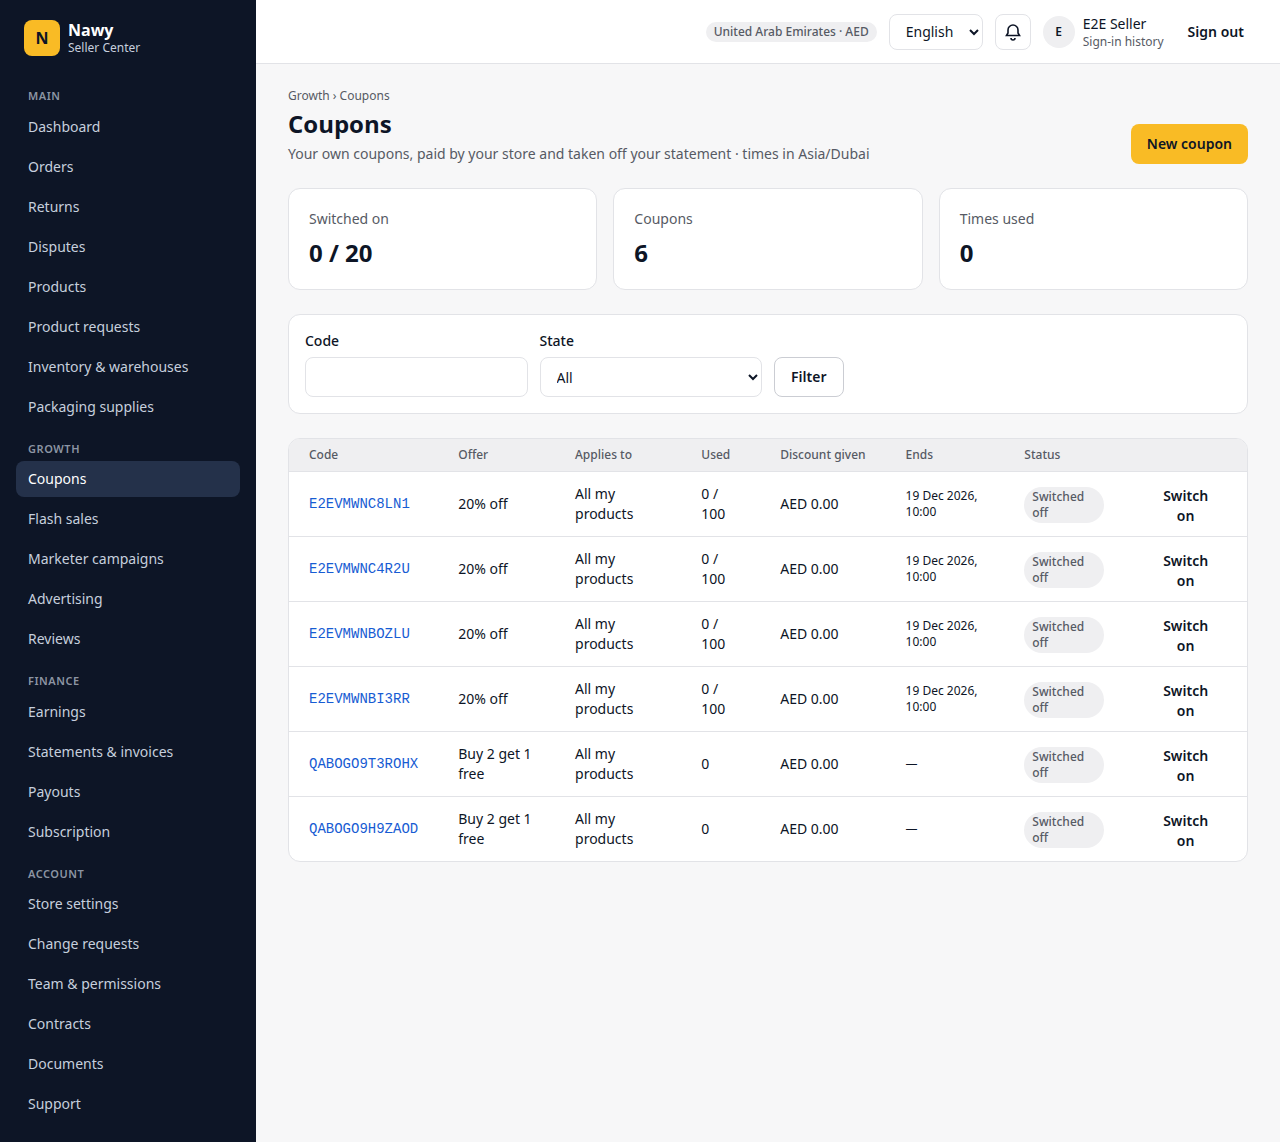 N
Nawy
Seller Center
MAIN
Dashboard
Orders
Returns
Disputes
Products
Product requests
Inventory & warehouses
Packaging supplies
GROWTH
Coupons
Flash sales
Marketer campaigns
Advertising
Reviews
FINANCE
Earnings
Statements & invoices
Payouts
Subscription
ACCOUNT
Store settings
Change requests
Team & permissions
Contracts
Documents
Support
United Arab Emirates · AED
English
E
E2E Seller
Sign-in history
Sign out
Growth › Coupons
Coupons
Your own coupons, paid by your store and taken off your statement · times in Asia/Dubai
New coupon
Switched on
0 / 20
Coupons
6
Times used
0
Code
State
All
Filter
Code Offer Applies to Used Discount given Ends Status
E2EVMWNC8LN1 20% off All my products 0 / 100 AED 0.00 19 Dec 2026, 10:00 Switched off Switch on
E2EVMWNC4R2U 20% off All my products 0 / 100 AED 0.00 19 Dec 2026, 10:00 Switched off Switch on
E2EVMWNBOZLU 20% off All my products 0 / 100 AED 0.00 19 Dec 2026, 10:00 Switched off Switch on
E2EVMWNBI3RR 20% off All my products 0 / 100 AED 0.00 19 Dec 2026, 10:00 Switched off Switch on
QABOGO9T3ROHX Buy 2 get 1 free All my products 0 AED 0.00 — Switched off Switch on
QABOGO9H9ZAOD Buy 2 get 1 free All my products 0 AED 0.00 — Switched off Switch on